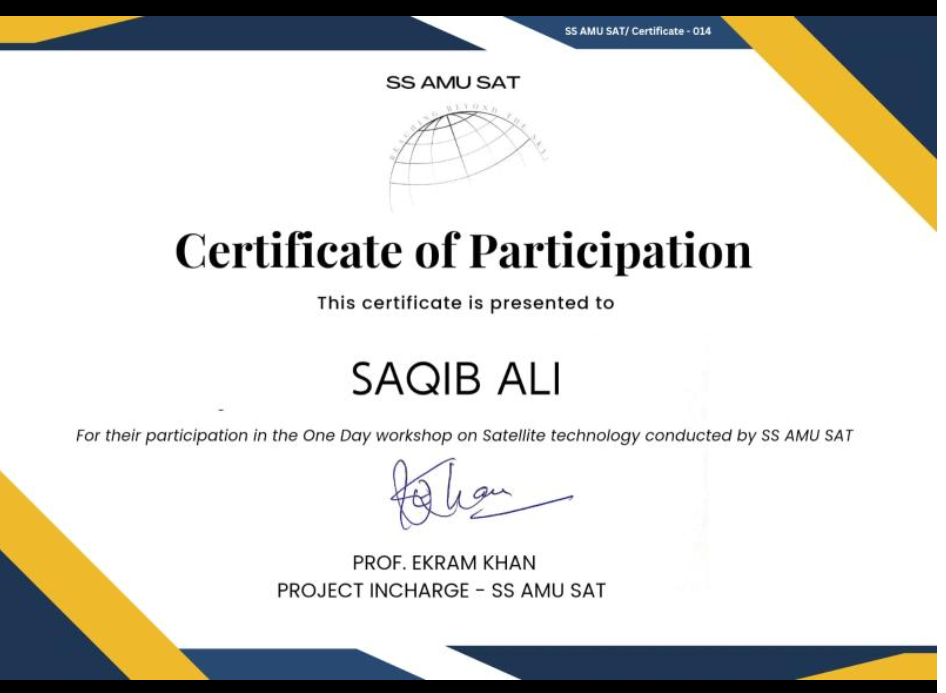 SS AMU SAT/ Certificate - 014
SS AMU SAT
REACHING BEYOND THE SKY
Certificate of Participation
This certificate is presented to
SAQIB ALI
For their participation in the One Day workshop on Satellite technology conducted by SS AMU SAT
PROF. EKRAM KHAN
PROJECT INCHARGE - SS AMU SAT